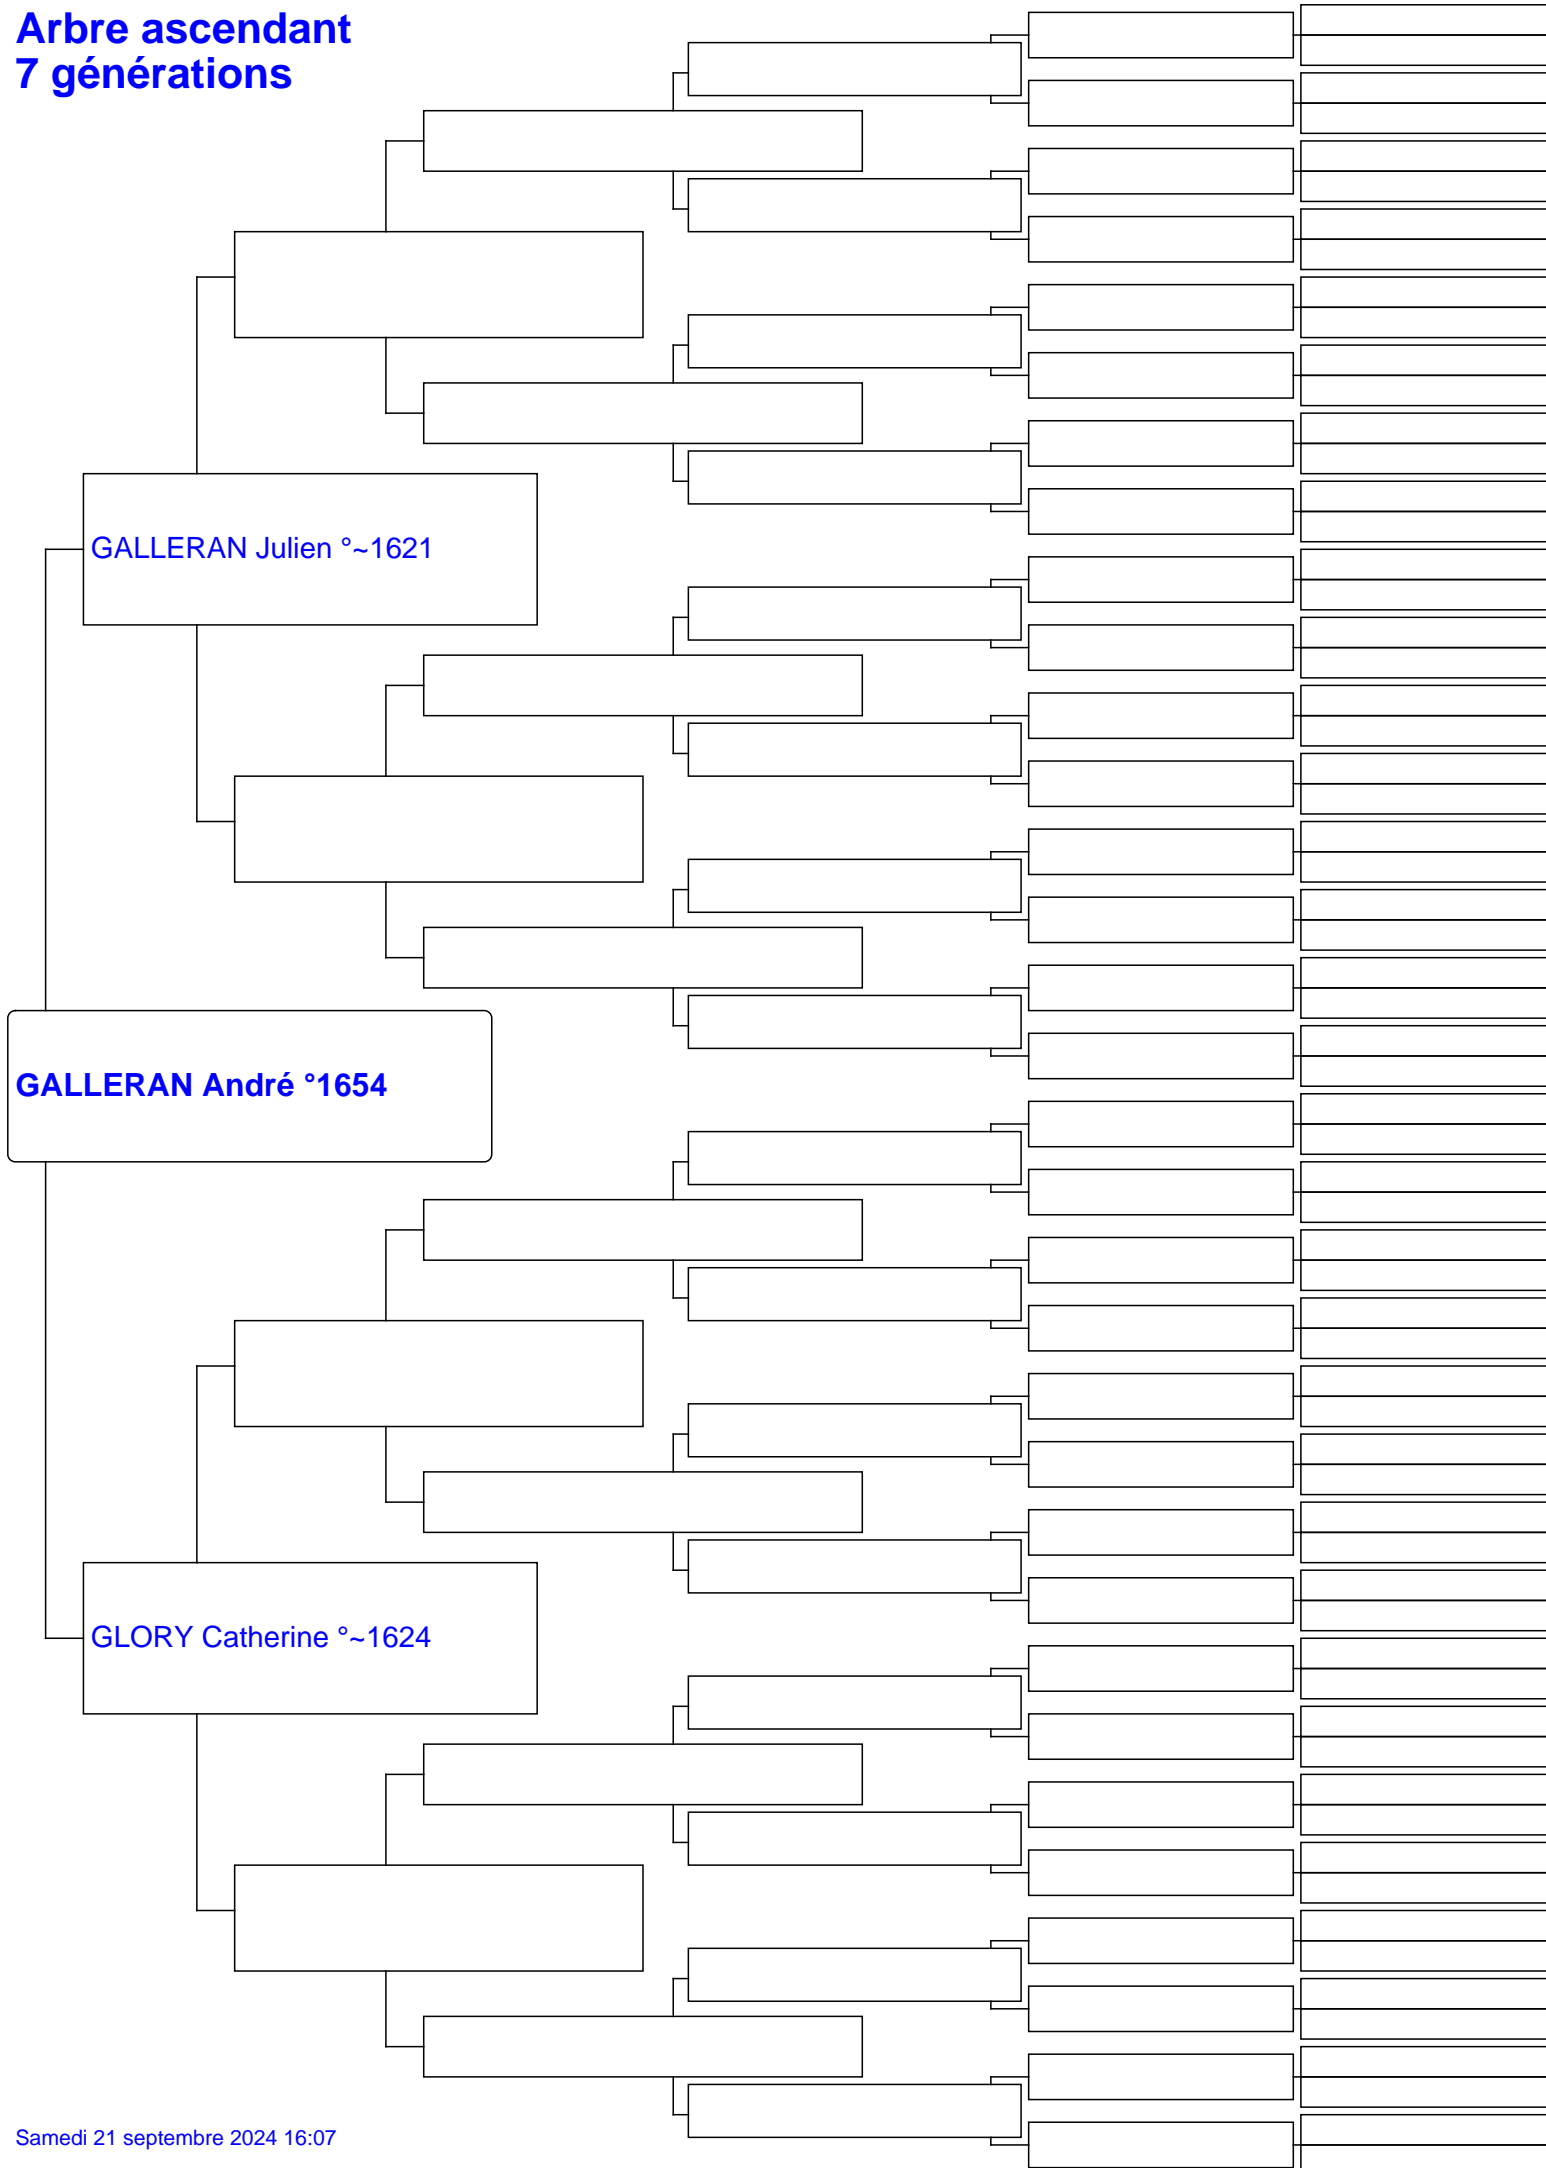 Arbre ascendant
7 générations
GALLERAN Julien °~1621
GALLERAN André °1654
GLORY Catherine °~1624
Samedi 21 septembre 2024 16:07